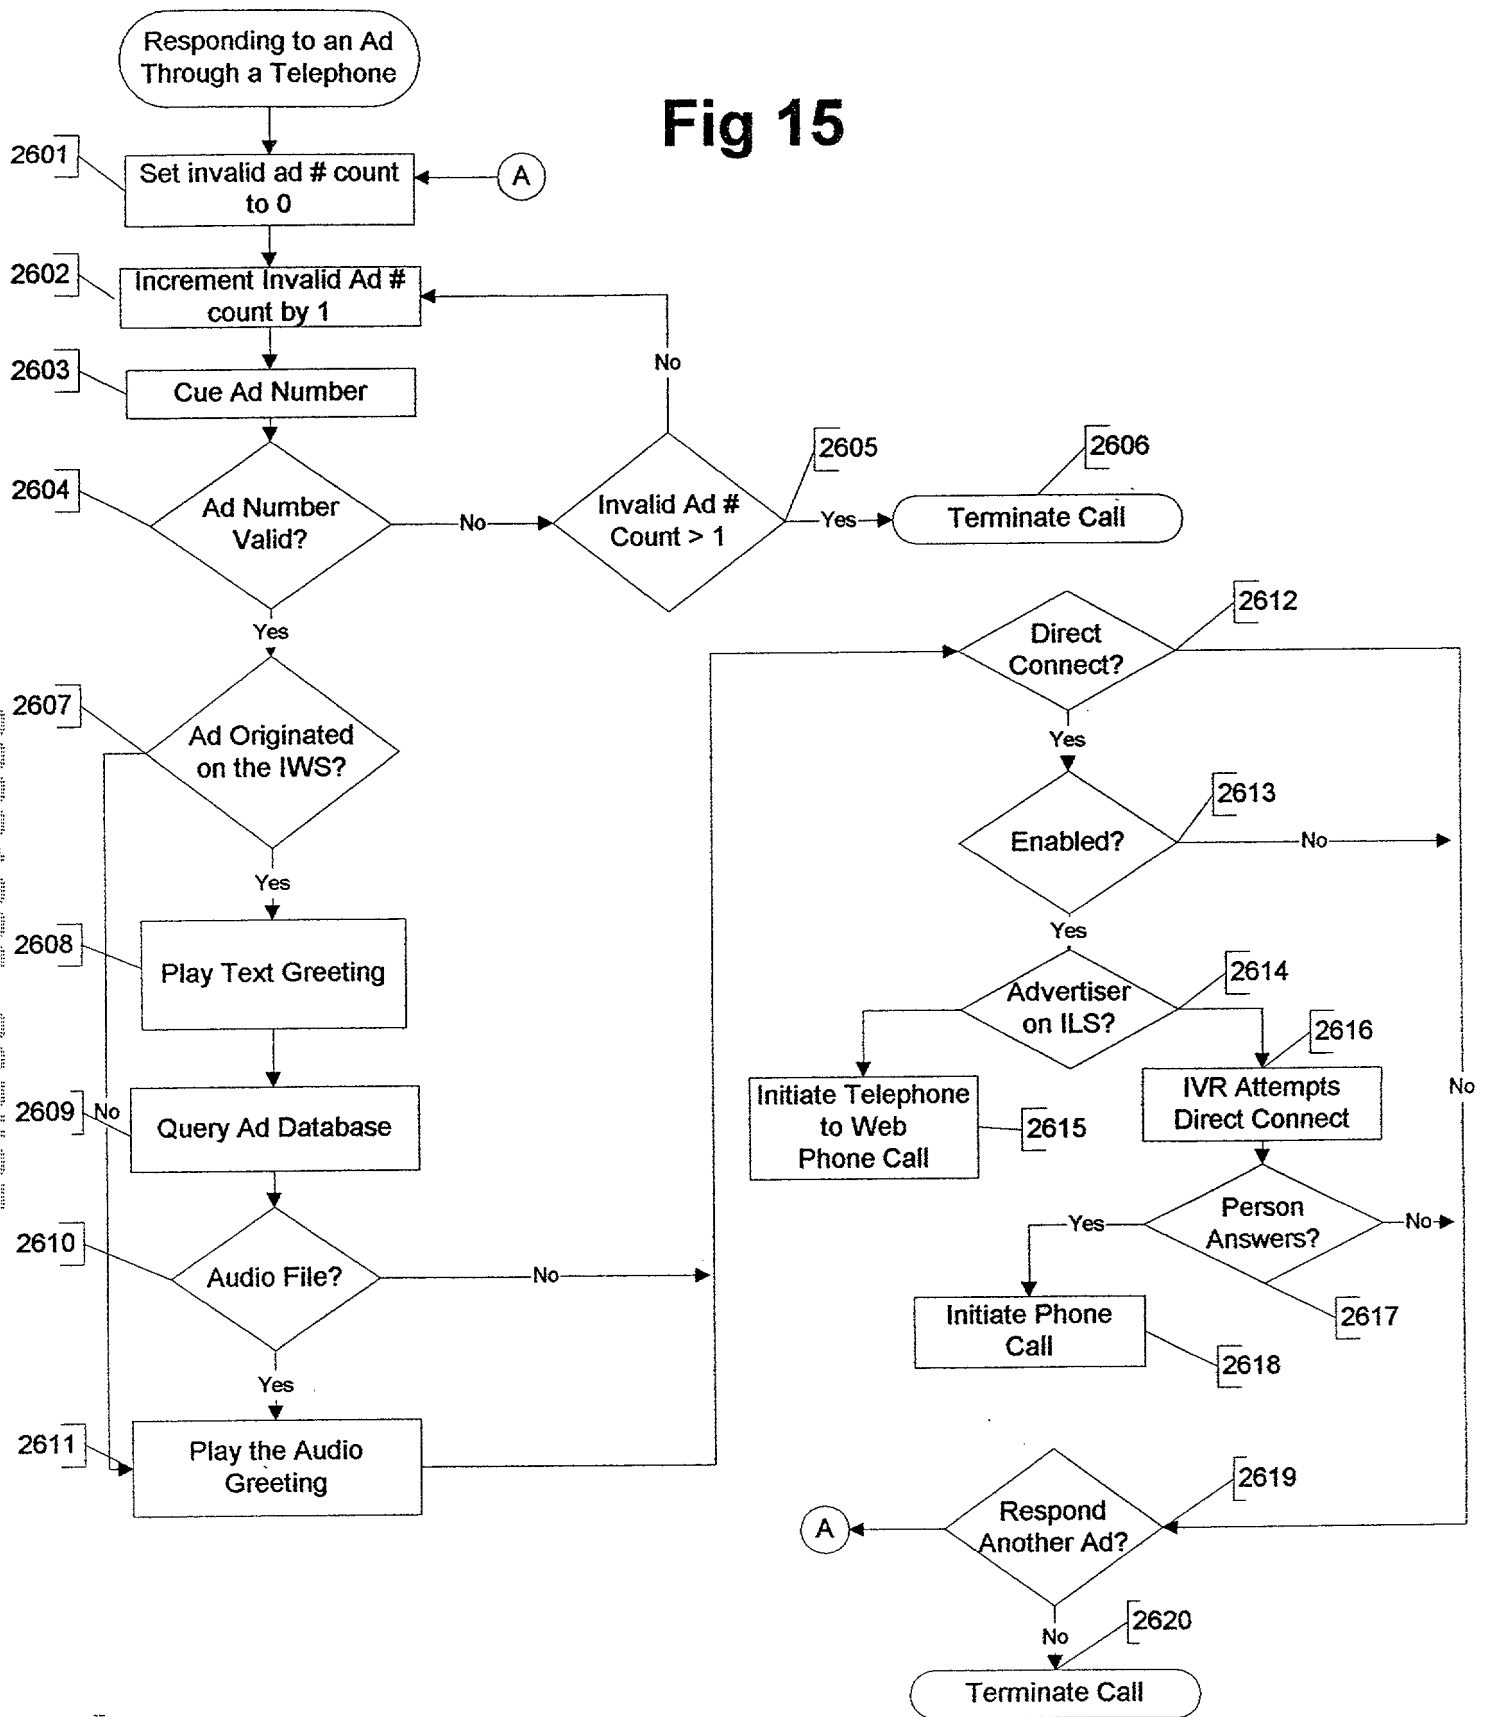 Responding to an Ad
Through a Telephone
Fig 15
2601
Set invalid ad # count
to 0
A
2602
Increment Invalid Ad #
count by 1
No
2603
Cue Ad Number
2604
Ad Number
Valid?
No
Invalid Ad #
Count > 1
2605
Yes
2606
Terminate Call
Yes
2607
Ad Originated
on the IWS?
Yes
2608
Play Text Greeting
2609
No
Query Ad Database
2610
Audio File?
No
Yes
2611
Play the Audio
Greeting
2612
Direct
Connect?
Yes
2613
Enabled?
No
Yes
2614
Advertiser
on ILS?
Initiate Telephone
to Web
Phone Call
2615
2616
IVR Attempts
Direct Connect
No
Person
Answers?
Yes
No
2617
Initiate Phone
Call
2618
2619
Respond
Another Ad?
A
No
2620
Terminate Call